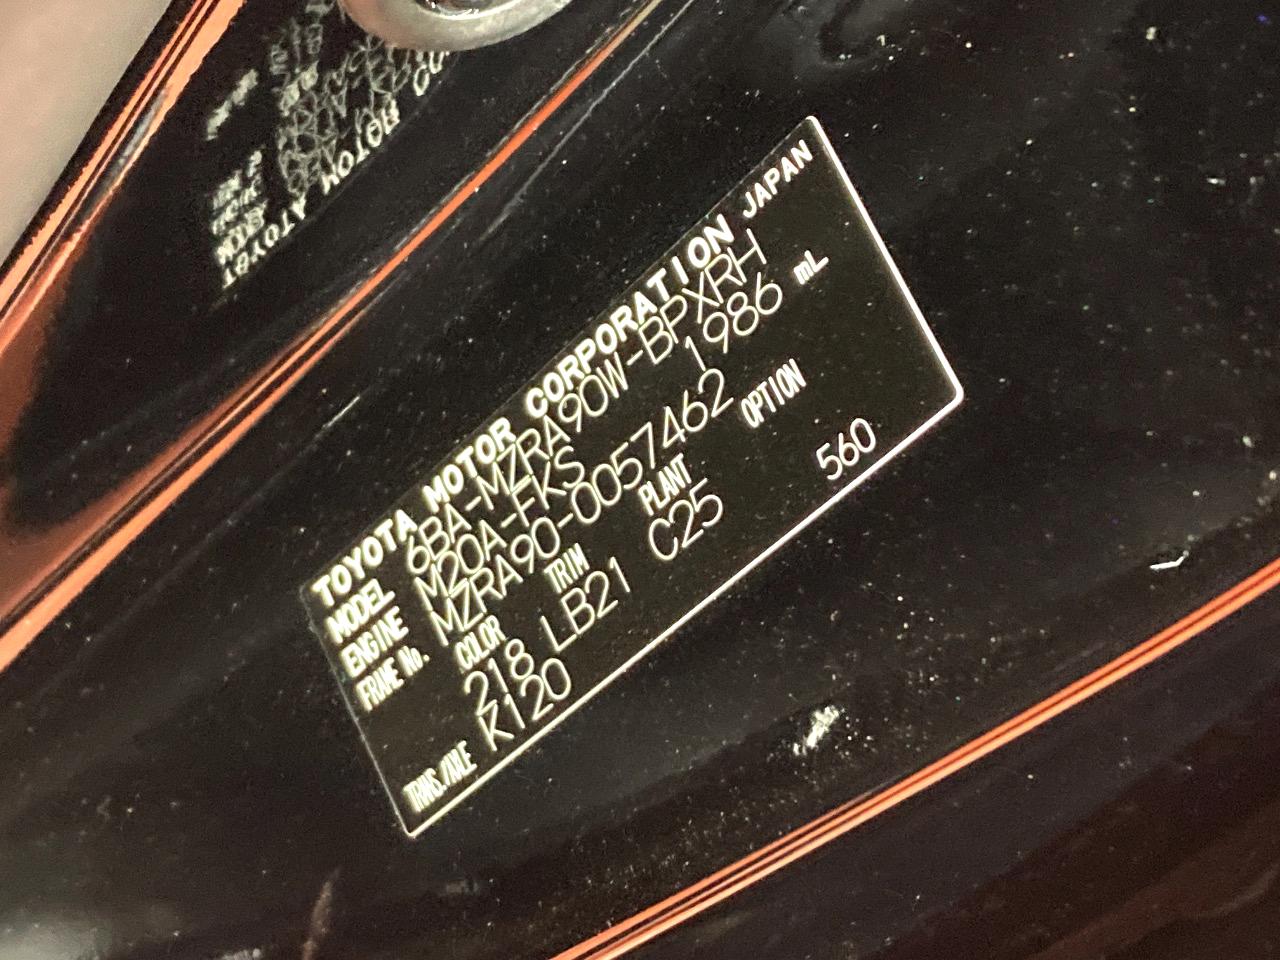 TOYOTA MOTOR CORPORATION JAPAN
MODEL 6BA-MZRA90W-BPXRH
ENGINE M20A-FKS 1986 mL
FRAME No. MZRA90-0057462
COLOR TRIM PLANT OPTION
218 LB21 C25 560
TRANS./AXLE K120